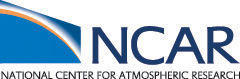 NCAR
NATIONAL CENTER FOR ATMOSPHERIC RESEARCH